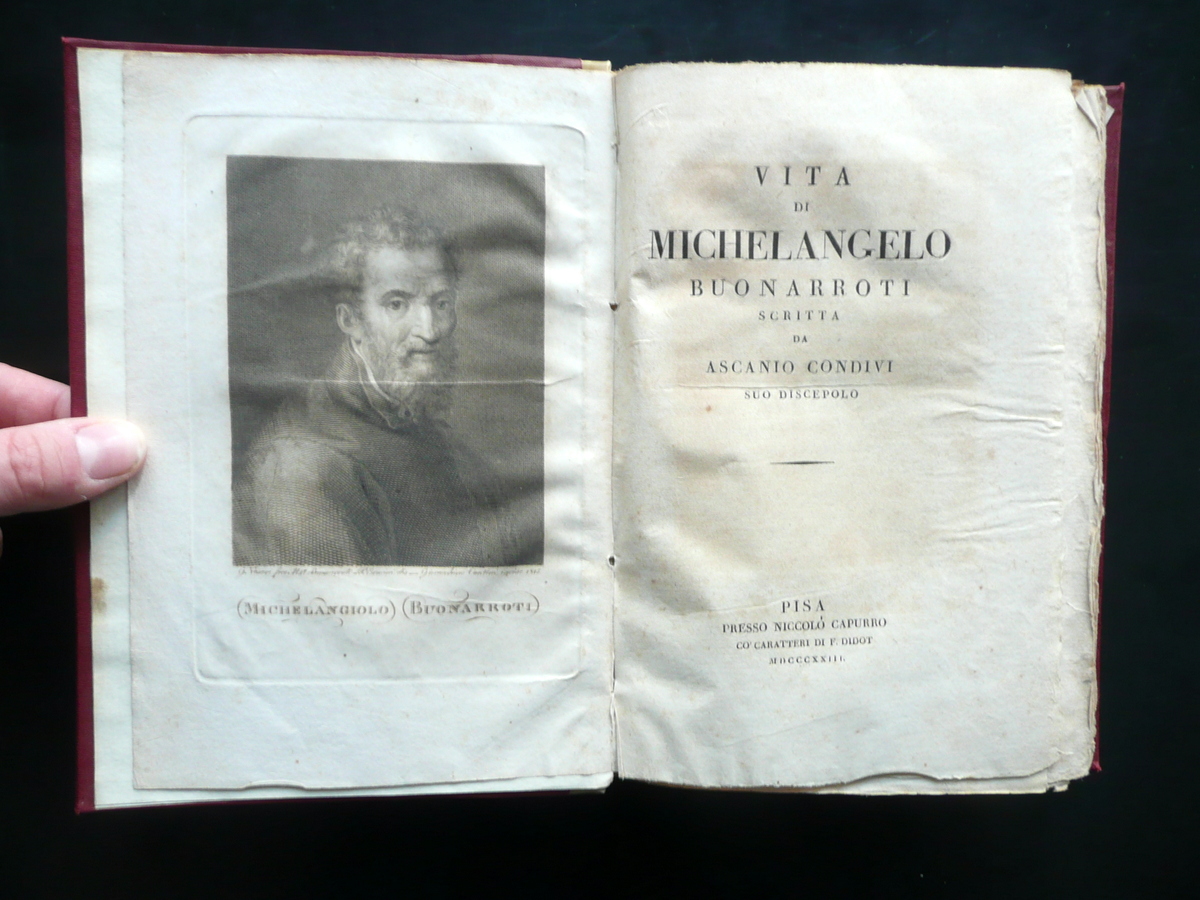 (MICHELANGIOLO) (BUONARROTI)
VITA
DI
MICHELANGELO
BUONARROTI
SCRITTA
DA
ASCANIO CONDIVI
SUO DISCEPOLO
PISA
PRESSO NICCOLÒ CAPURRO
CO' CARATTERI DI F. DIDOT
MDCCCXXIII.